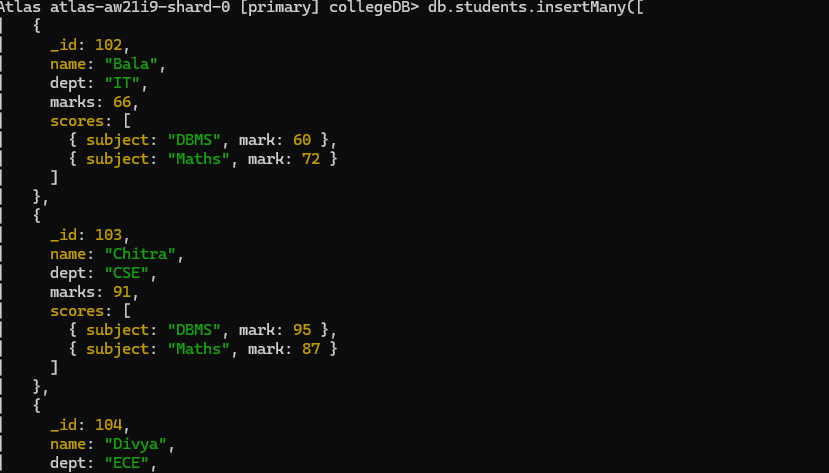 Atlas atlas-aw21i9-shard-0 [primary] collegeDB> db.students.insertMany([
|   {
|     _id: 102,
|     name: "Bala",
|     dept: "IT",
|     marks: 66,
|     scores: [
|       { subject: "DBMS", mark: 60 },
|       { subject: "Maths", mark: 72 }
|     ]
|   },
|   {
|     _id: 103,
|     name: "Chitra",
|     dept: "CSE",
|     marks: 91,
|     scores: [
|       { subject: "DBMS", mark: 95 },
|       { subject: "Maths", mark: 87 }
|     ]
|   },
|   {
|     _id: 104,
|     name: "Divya",
|     dept: "ECE",